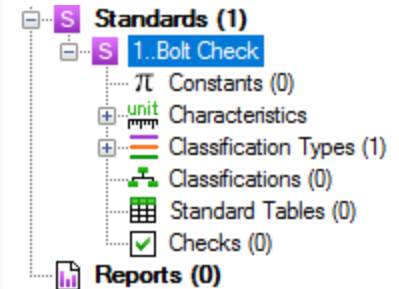 S Standards (1)
S 1..Bolt Check
π Constants (0)
unit Characteristics
Classification Types (1)
Classifications (0)
Standard Tables (0)
Checks (0)
Reports (0)